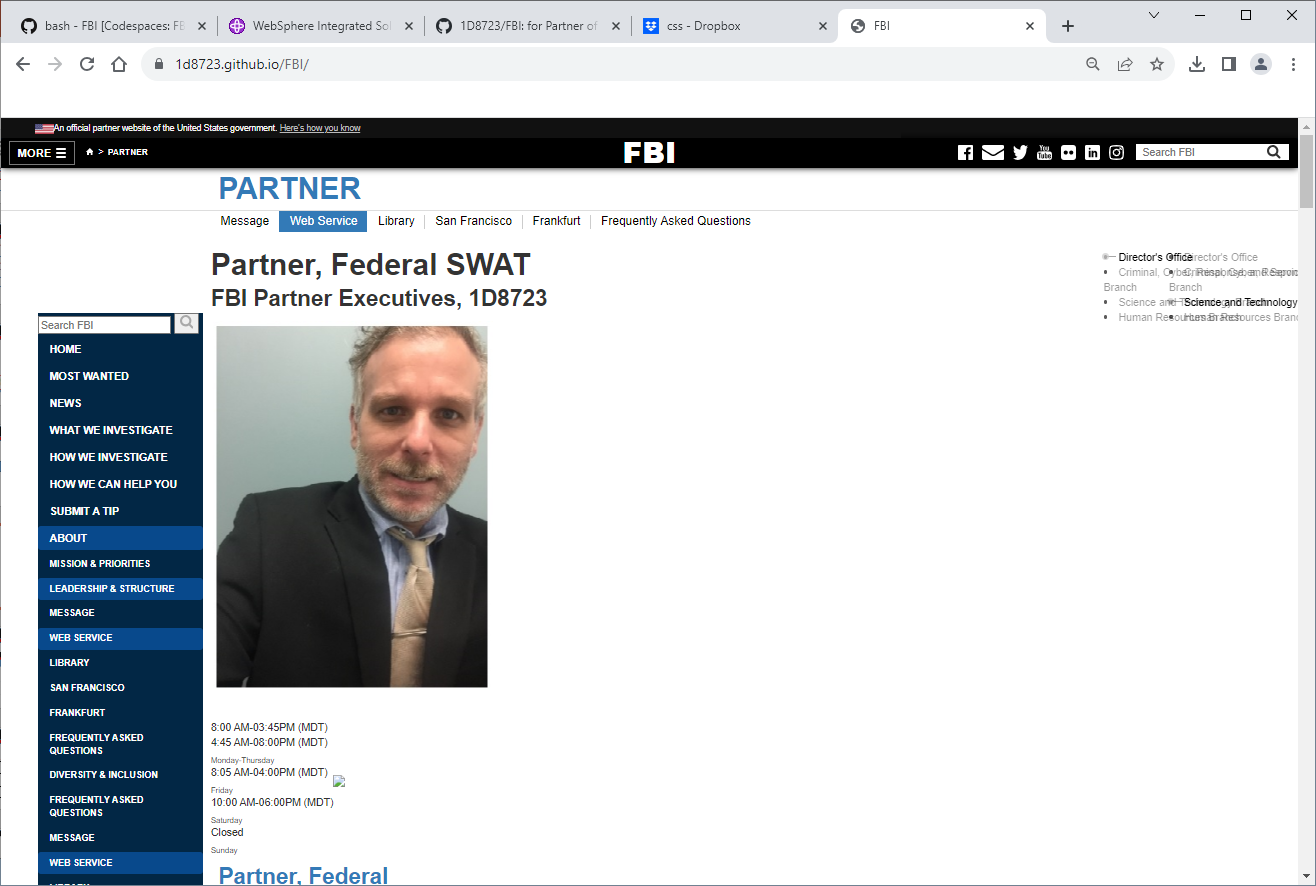 bash - FBI [Codespaces: FB
WebSphere Integrated Sol
1D8723/FBI: for Partner of
css - Dropbox
FBI
1d8723.github.io/FBI/
An official partner website of the United States government. Here's how you know
MORE
> PARTNER
FBI
You Tube
Search FBI
PARTNER
Message
Web Service
Library
San Francisco
Frankfurt
Frequently Asked Questions
Partner, Federal SWAT
FBI Partner Executives, 1D8723
Director's Office
Director's Office
Criminal,
Branch
Branch
Science and Technology
Human Resources Branch
Search FBI
HOME
MOST WANTED
NEWS
WHAT WE INVESTIGATE
HOW WE INVESTIGATE
HOW WE CAN HELP YOU
SUBMIT A TIP
ABOUT
MISSION & PRIORITIES
LEADERSHIP & STRUCTURE
MESSAGE
WEB SERVICE
LIBRARY
SAN FRANCISCO
FRANKFURT
FREQUENTLY ASKED
QUESTIONS
DIVERSITY & INCLUSION
FREQUENTLY ASKED
QUESTIONS
MESSAGE
WEB SERVICE
8:00 AM-03:45PM (MDT)
4:45 AM-08:00PM (MDT)
Monday-Thursday
8:05 AM-04:00PM (MDT)
Friday
10:00 AM-06:00PM (MDT)
Saturday
Closed
Sunday
Partner, Federal